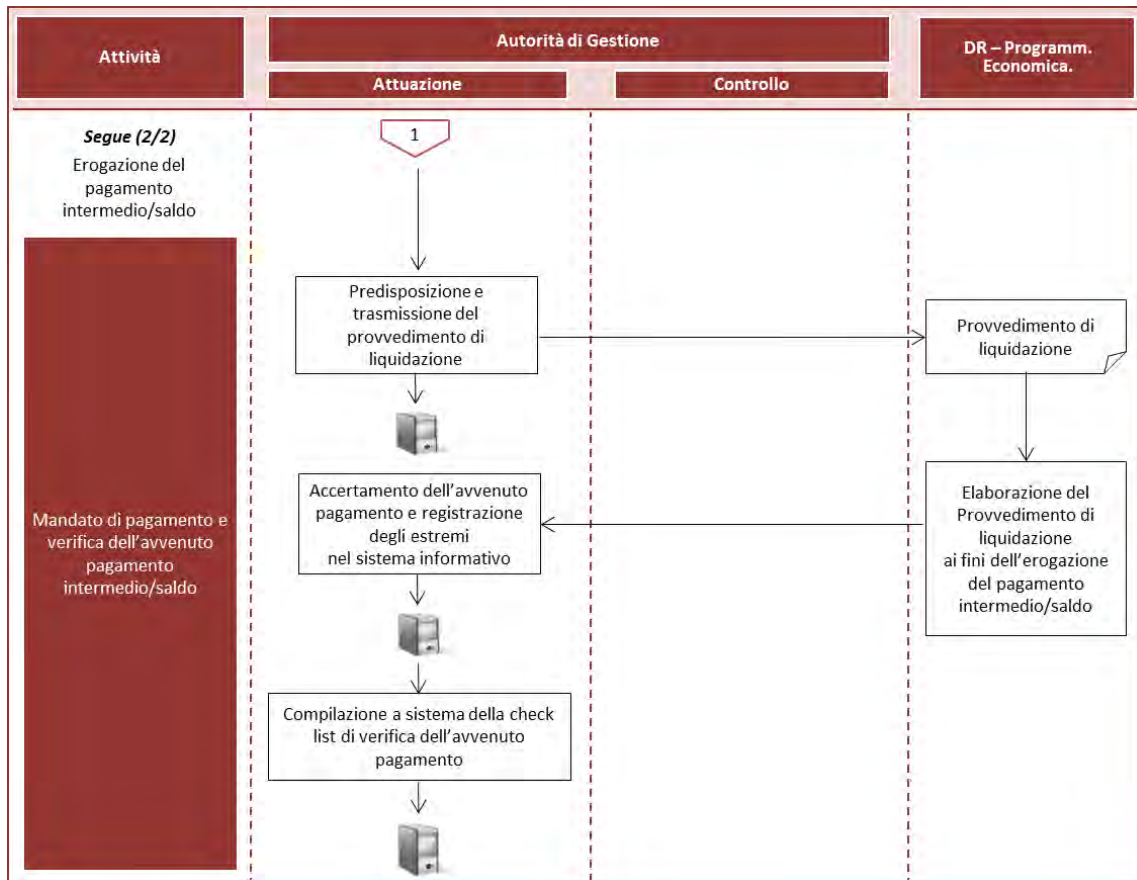 Attività
Autorità di Gestione
DR – Programm.
Economica.
Attuazione
Controllo
Segue (2/2)
Erogazione del
pagamento
intermedio/saldo
1
Predisposizione e
trasmissione del
provvedimento di
liquidazione
Provvedimento di
liquidazione
Mandato di pagamento e
verifica dell’avvenuto
pagamento
intermedio/saldo
Accertamento dell’avvenuto
pagamento e registrazione
degli estremi
nel sistema informativo
Elaborazione del
Provvedimento di
liquidazione
ai fini dell’erogazione
del pagamento
intermedio/saldo
Compilazione a sistema della check
list di verifica dell’avvenuto
pagamento